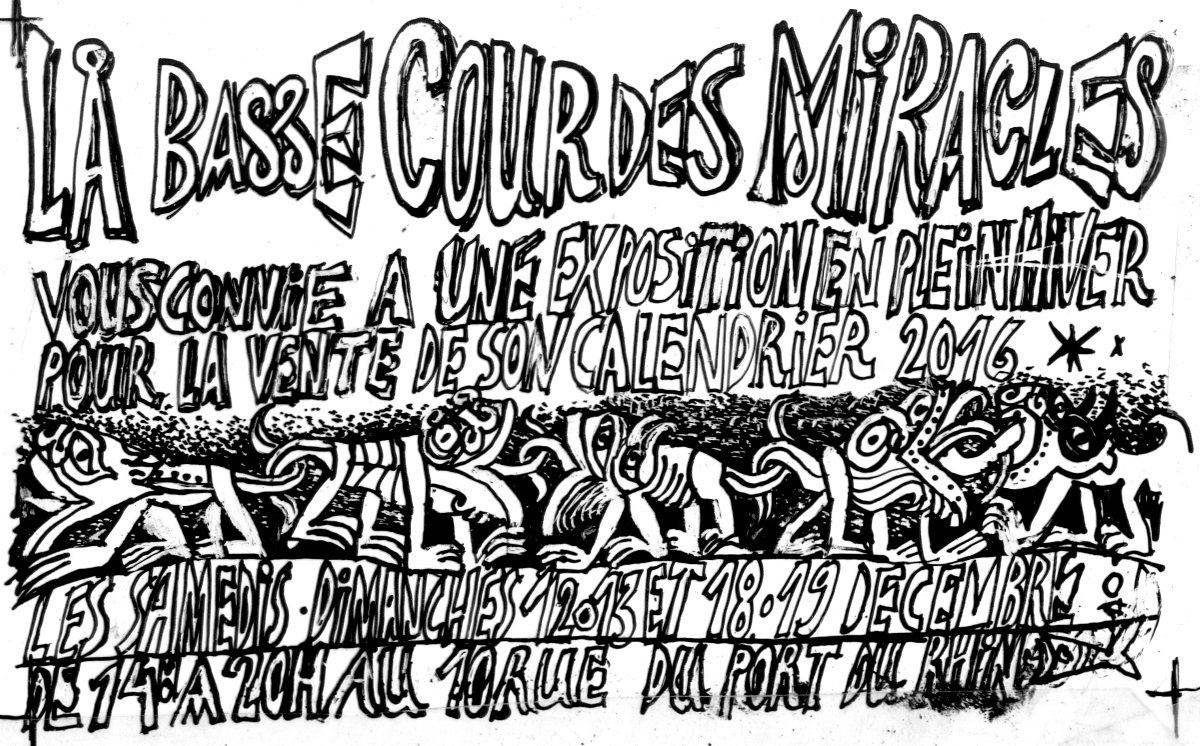 LA BASSE COUR DES MIRACLES
VOUS CONVIE A UNE EXPOSITION EN PLEIN HIVER
POUR LA VENTE DE SON CALENDRIER 2016
LES SAMEDIS · DIMANCHES 12·13 ET 18·19 DECEMBRE
DE 14: A 20H AU 10 RUE DU PORT DU RHIN